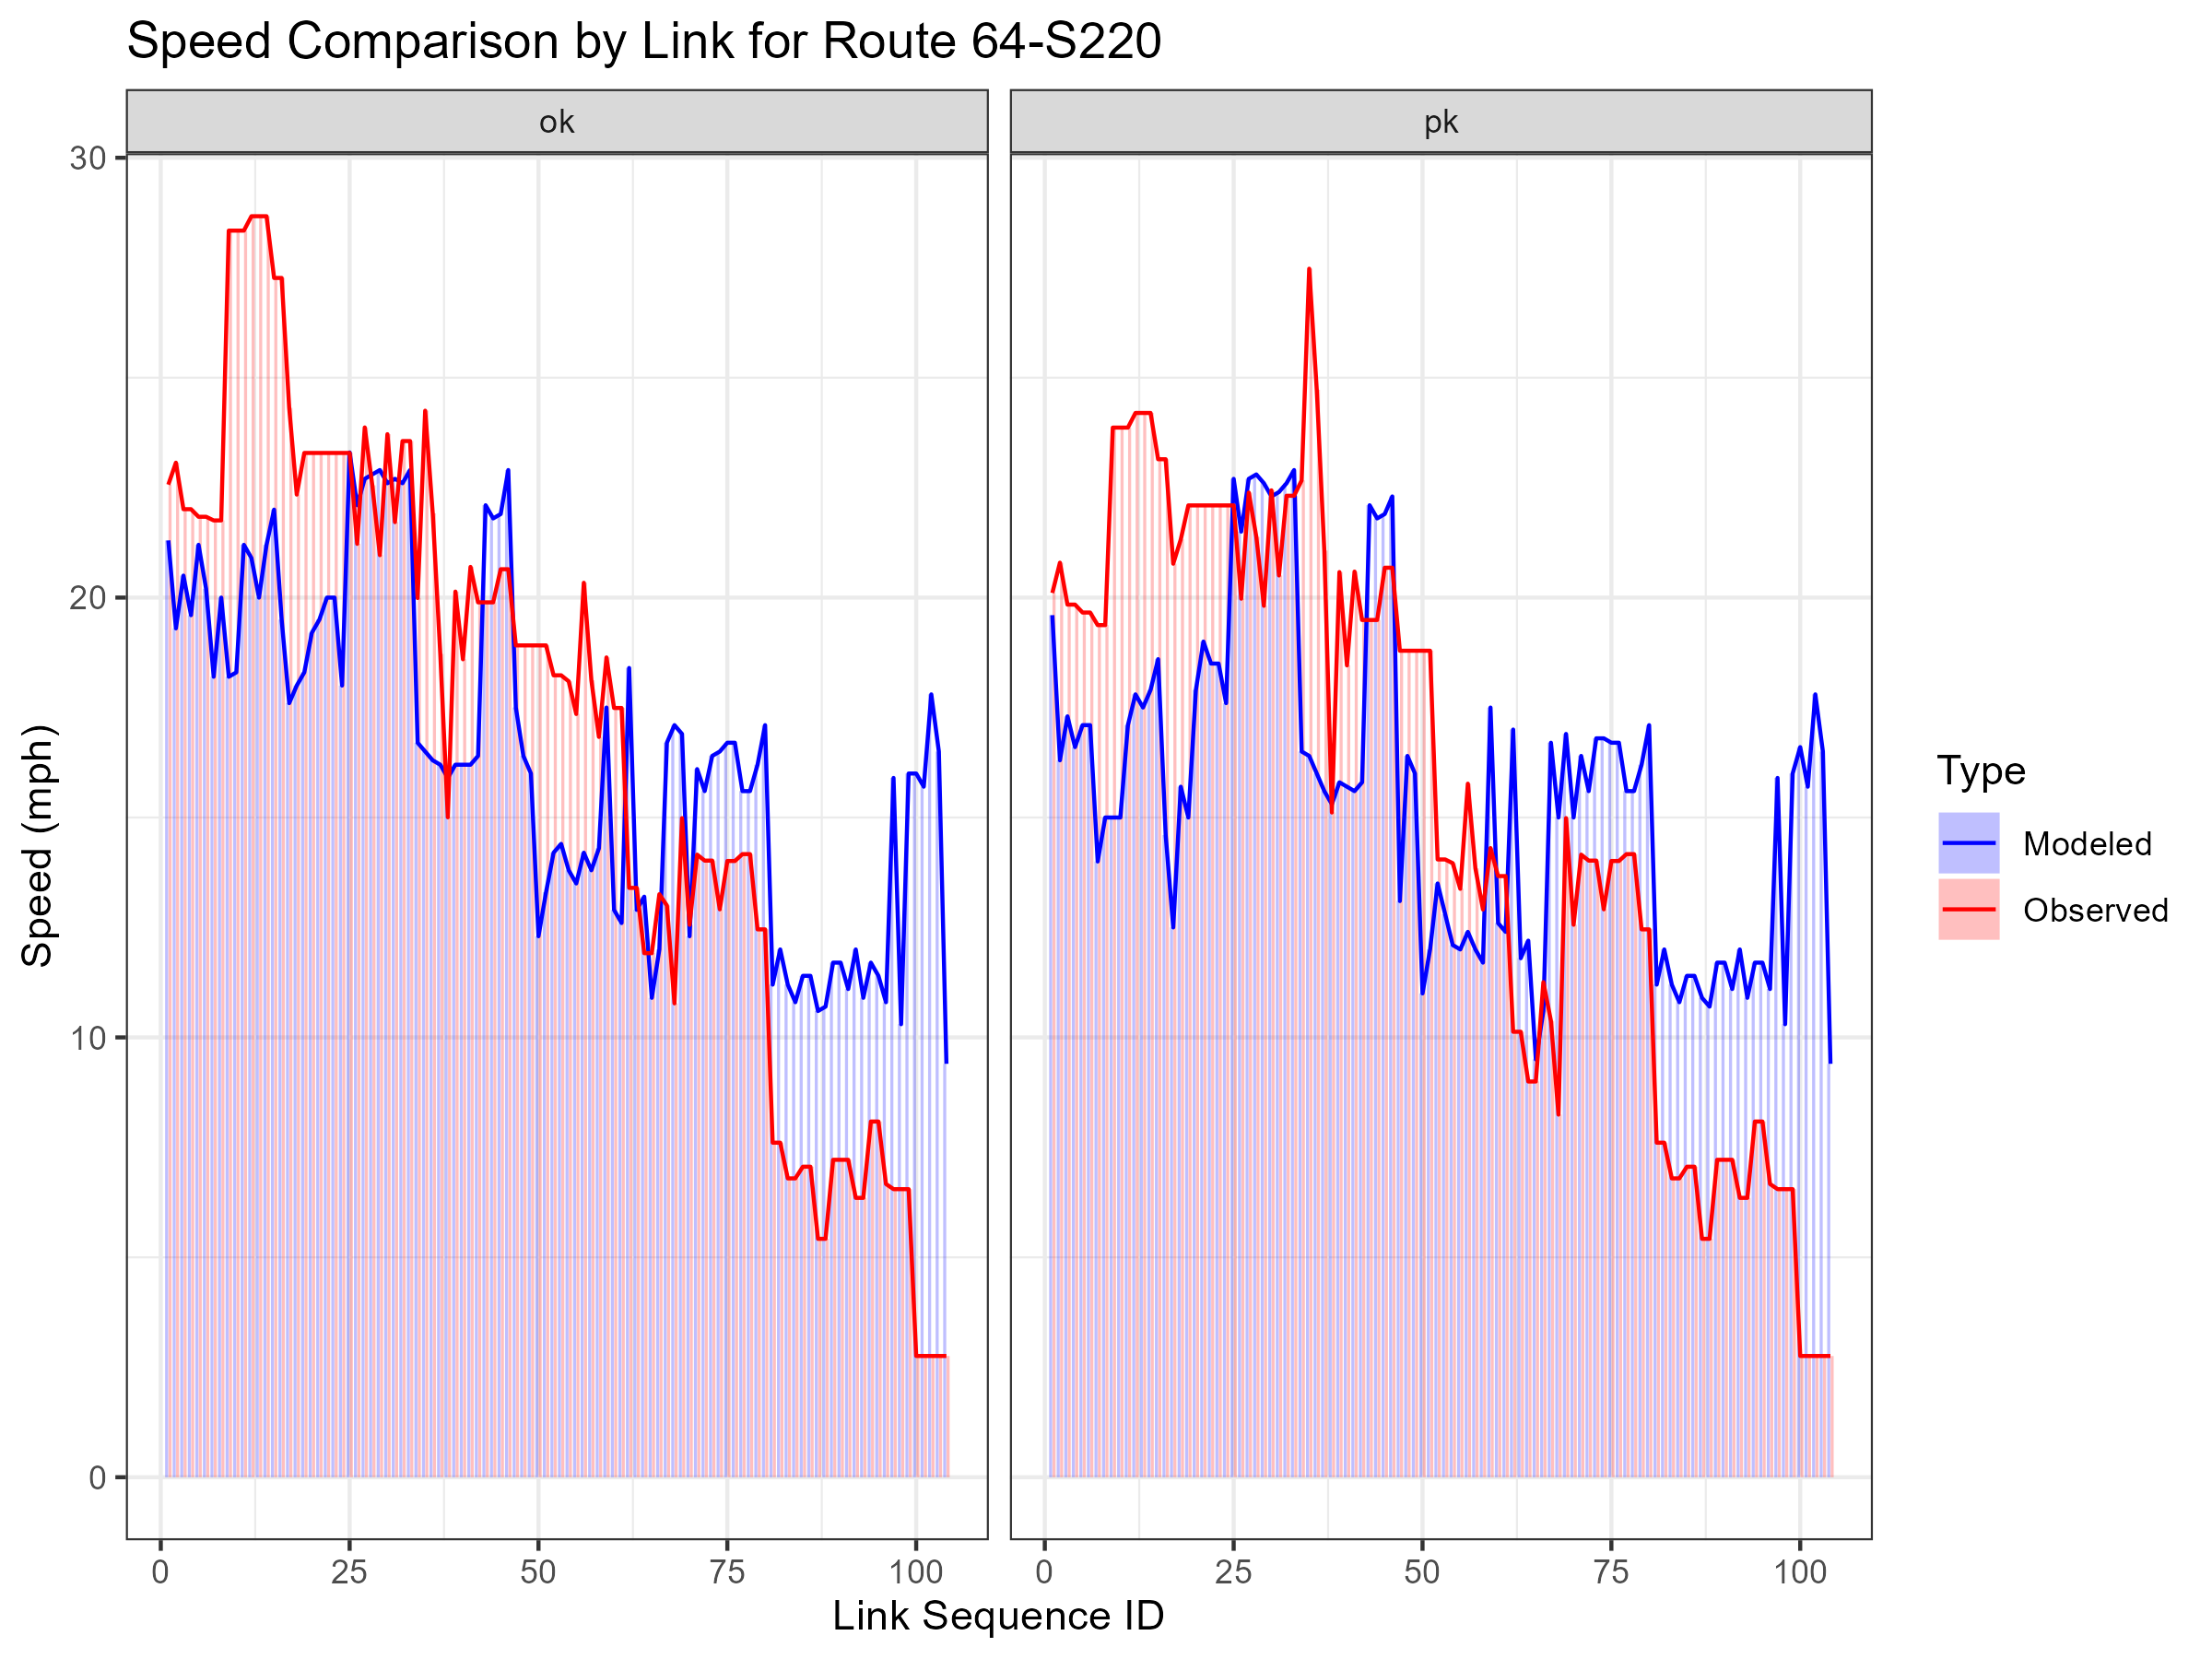 Speed Comparison by Link for Route 64-S220
ok
pk
30
20
10
0
Speed (mph)
0 25 50 75 100
0 25 50 75 100
Link Sequence ID
Type
Modeled
Observed